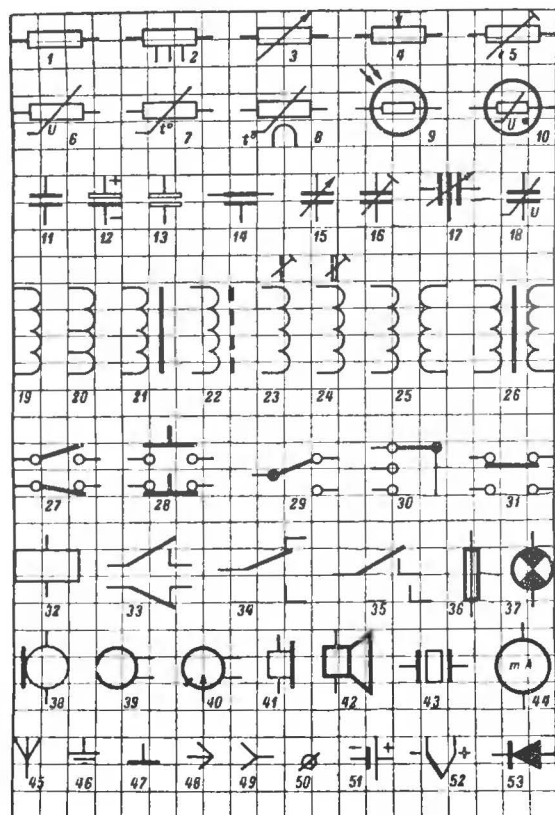 1 2 3 4 5
U t° t° U
6 7 8 9 10
+
− U
11 12 13 14 15 16 17 18
19 20 21 22 23 24 25 26
27 28 29 30 31
32 33 34 35 36 37
A mA
38 39 40 41 42 43 44
− + +
45 46 47 48 49 50 51 52 53